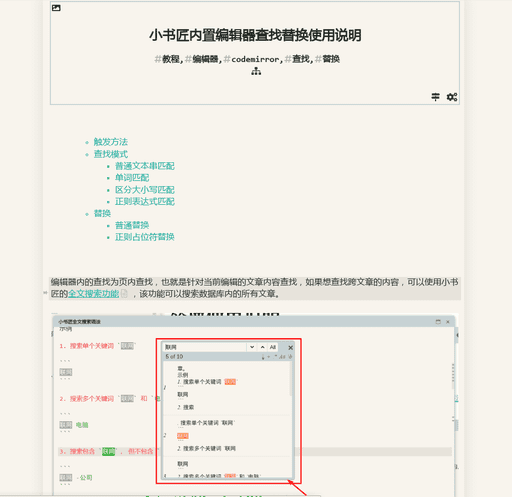 小书匠内置编辑器查找替换使用说明
#教程,#编辑器,#codemirror,#查找,#替换
触发方法
查找模式
普通文本串匹配
单词匹配
区分大小写匹配
正则表达式匹配
替换
普通替换
正则占位符替换
编辑器内的查找为页内查找，也就是针对当前编辑的文章内容查找，如果想查找跨文章的内容，可以使用小书
匠的全文搜索功能，该功能可以搜索数据库内的所有文章。
小书匠全文搜索语法
示例
1. 搜索单个关键词 `联网`
```
联网
```
2. 搜索多个关键词 `联网` 和 `电
```
联网 电脑
```
3. 搜索包含 `联网`, 但不包含
```
联网 -公司
联网
All
5 of 10
章。
示例
1. 搜索单个关键词 `联网`
联网
2. 搜索
搜索单个关键词 `联网
2
联网
2. 搜索多个关键词 `联网
联网
1. 搜索多个关键词 `联网` 和 `电脑`